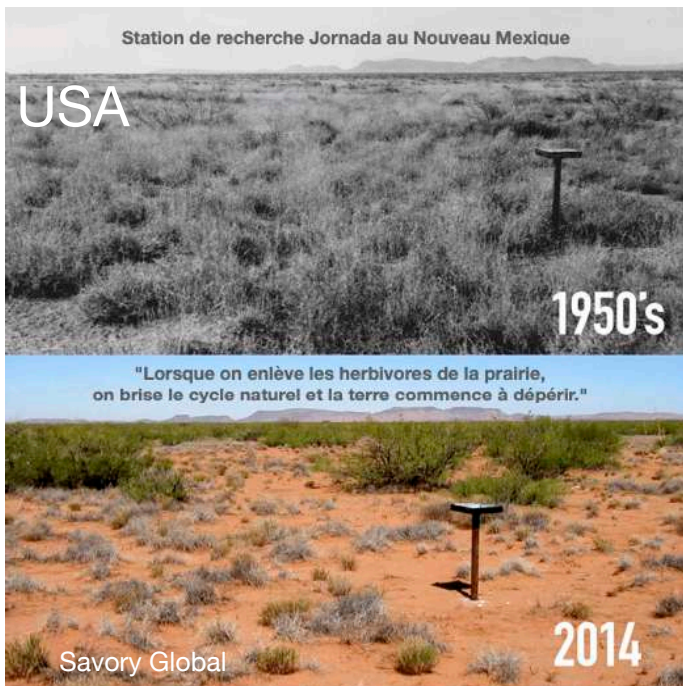 Station de recherche Jornada au Nouveau Mexique
USA
1950's
"Lorsque on enlève les herbivores de la prairie,
on brise le cycle naturel et la terre commence à dépérir."
2014
Savory Global